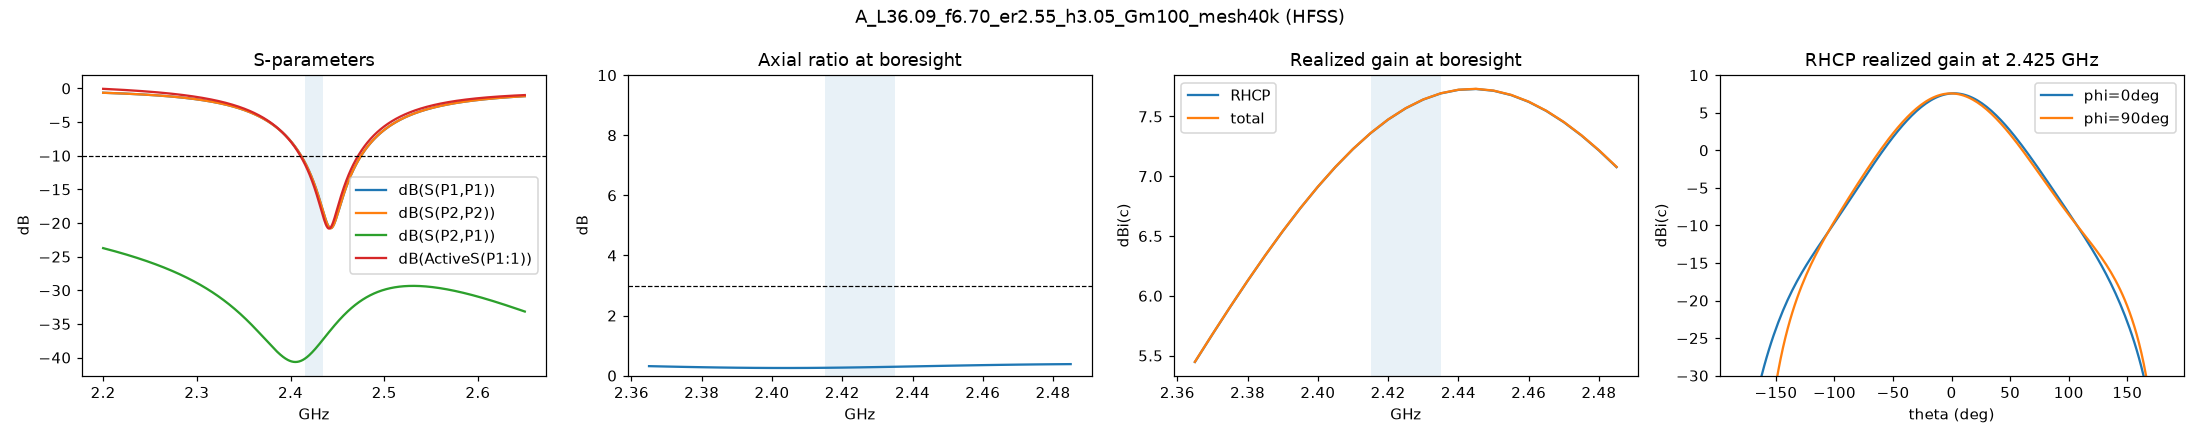 A_L36.09_f6.70_er2.55_h3.05_Gm100_mesh40k (HFSS)
S-parameters
0
−5
−10
−15
−20
−25
−30
−35
−40
dB
dB(S(P1,P1))
dB(S(P2,P2))
dB(S(P2,P1))
dB(ActiveS(P1:1))
2.2 2.3 2.4 2.5 2.6
GHz
Axial ratio at boresight
10
8
6
4
2
0
dB
2.36 2.38 2.40 2.42 2.44 2.46 2.48
GHz
Realized gain at boresight
RHCP
total
7.5
7.0
6.5
6.0
5.5
dBi(c)
2.36 2.38 2.40 2.42 2.44 2.46 2.48
GHz
RHCP realized gain at 2.425 GHz
phi=0deg
phi=90deg
10
5
0
−5
−10
−15
−20
−25
−30
dBi(c)
−150 −100 −50 0 50 100 150
theta (deg)